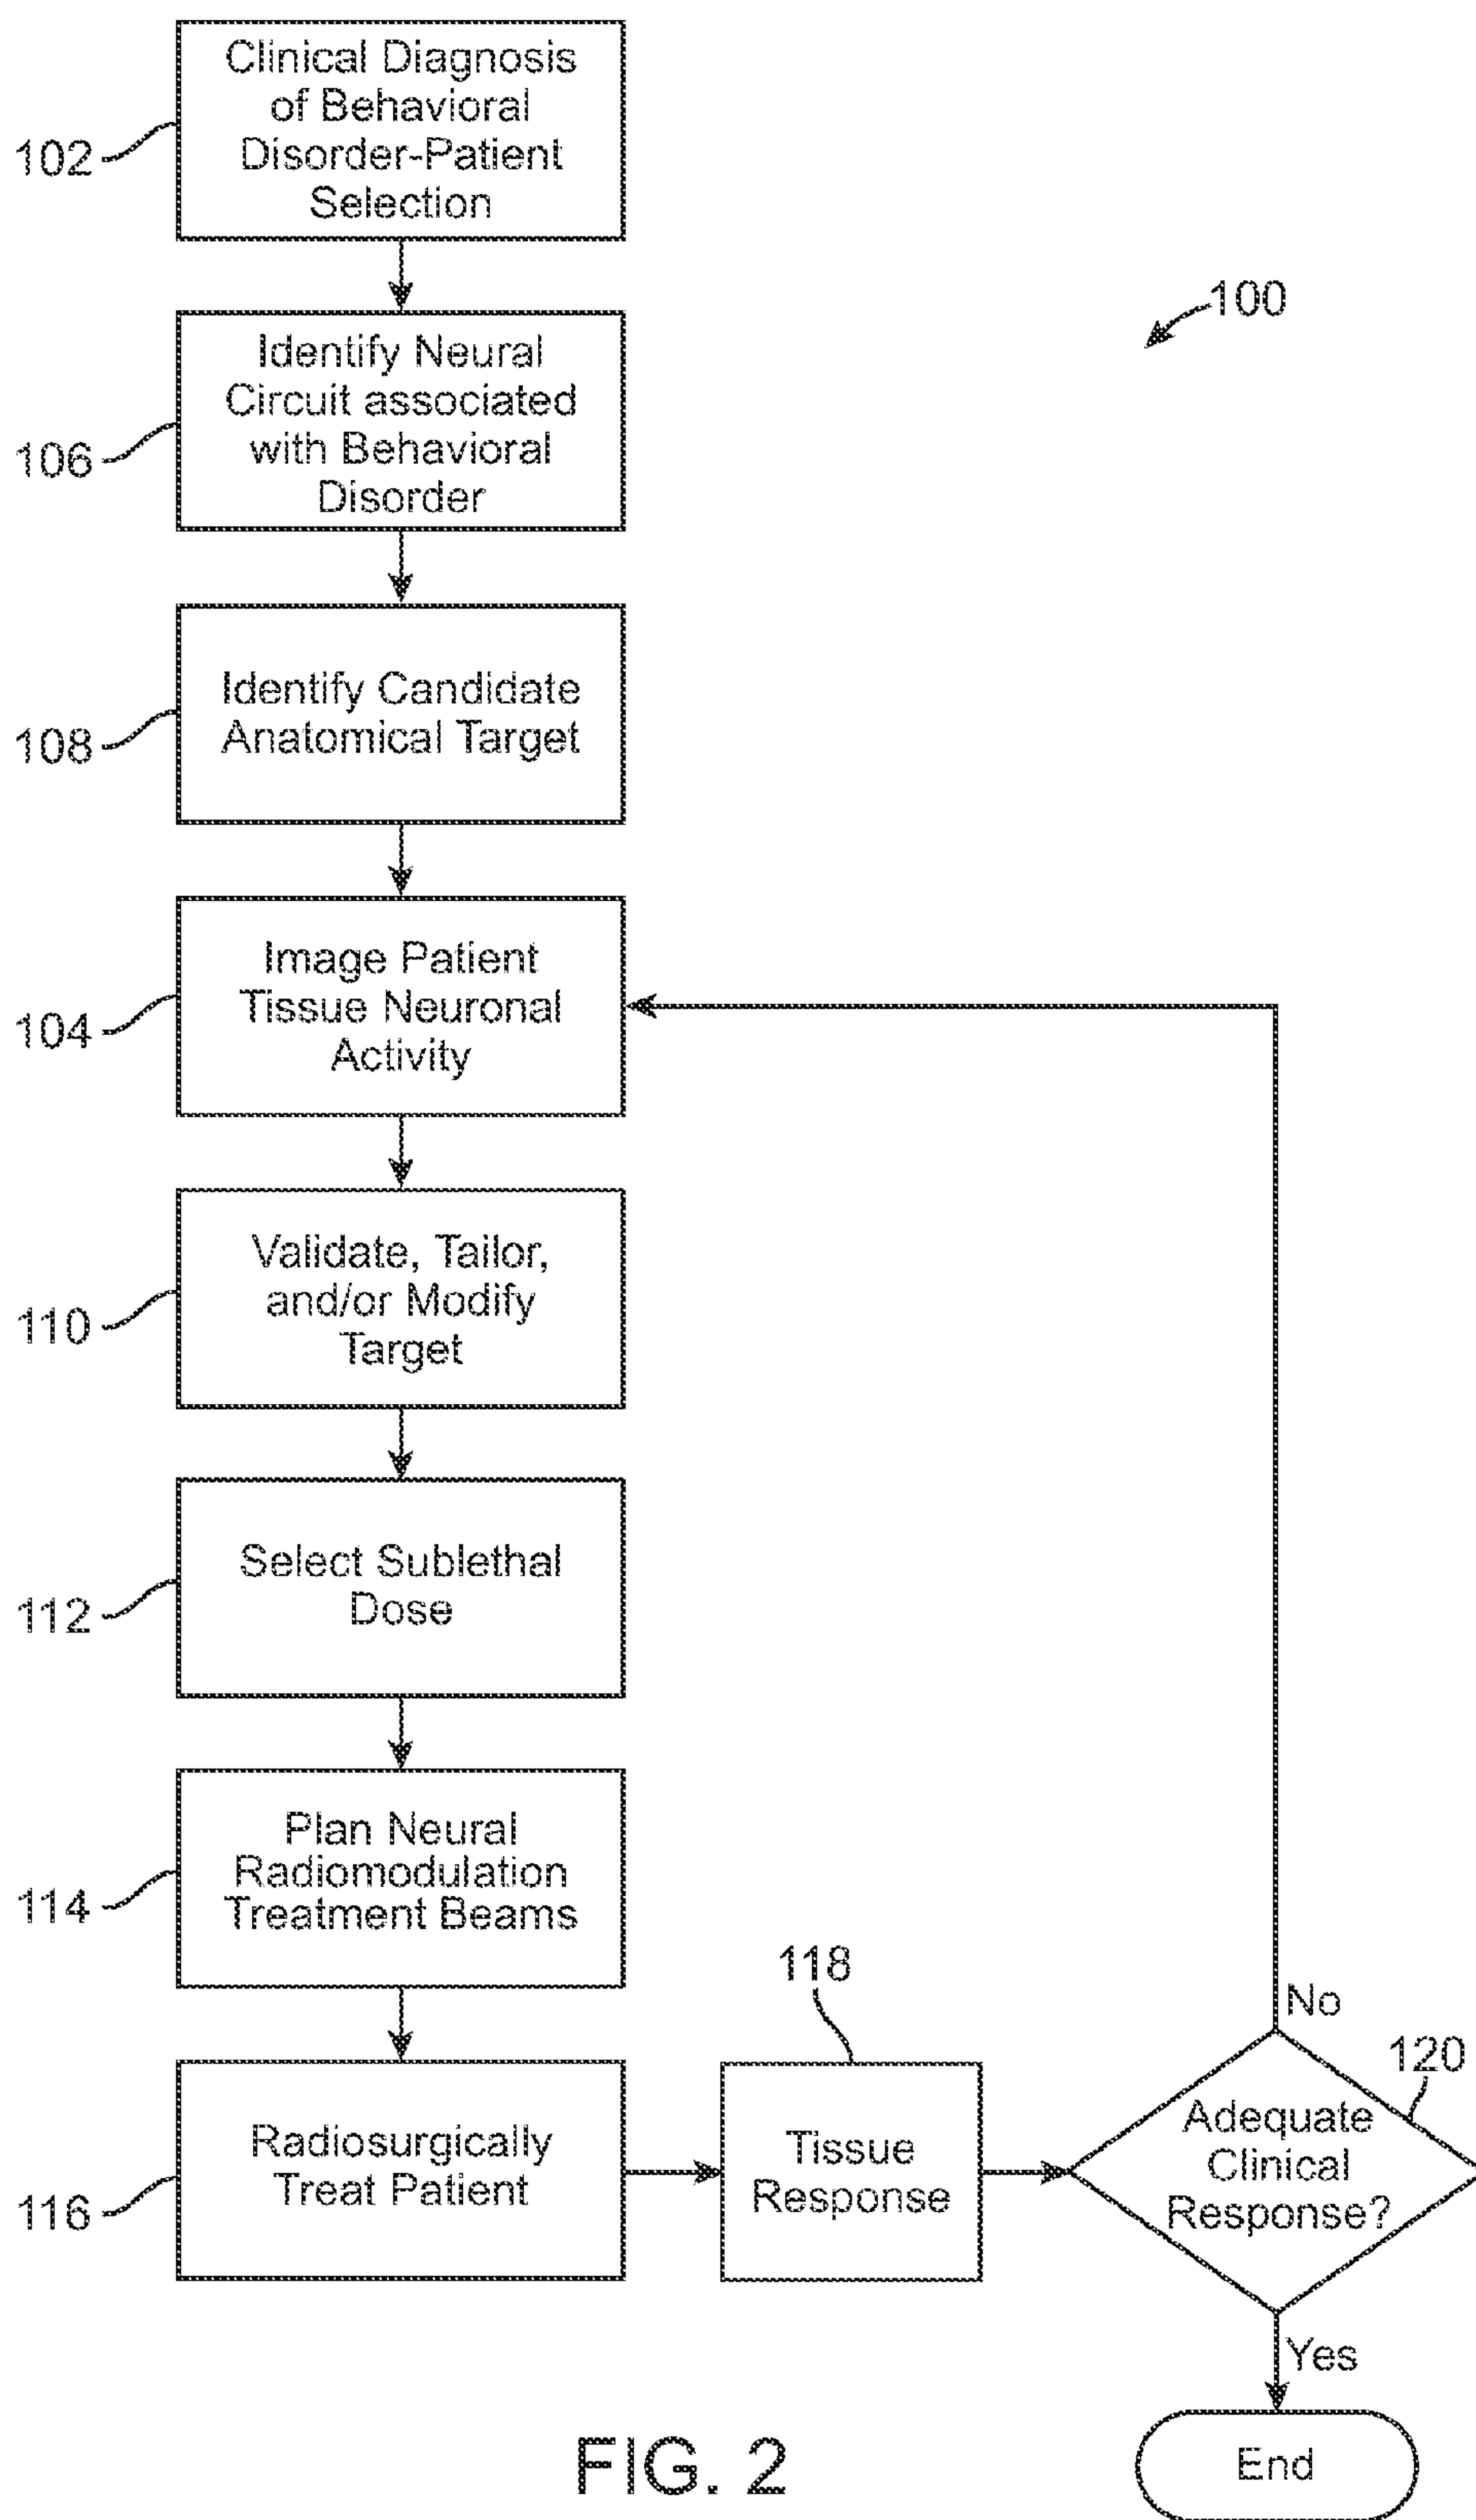 Clinical Diagnosis
of Behavioral
Disorder-Patient
Selection
102
100
Identify Neural
Circuit associated
with Behavioral
Disorder
106
Identify Candidate
Anatomical Target
108
Image Patient
Tissue Neuronal
Activity
104
Validate, Tailor,
and/or Modify
Target
110
Select Sublethal
Dose
112
Plan Neural
Radiomodulation
Treatment Beams
114
Radiosurgically
Treat Patient
116
118
Tissue
Response
No
120
Adequate
Clinical
Response?
Yes
End
FIG. 2